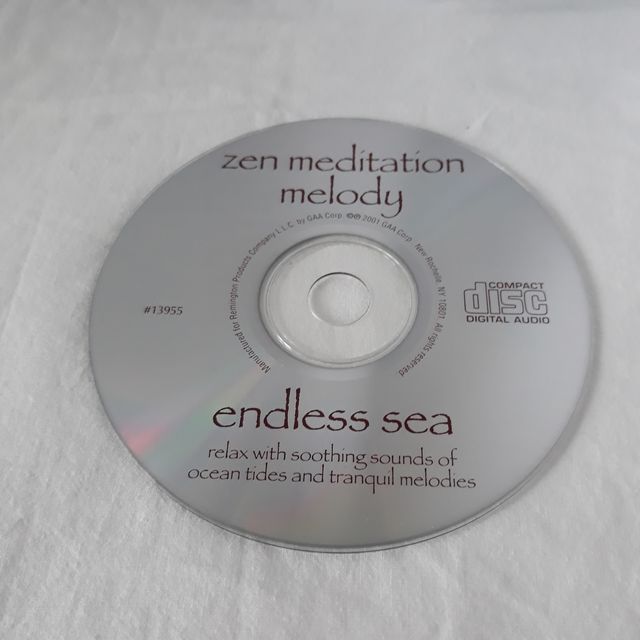 zen meditation
melody
Manufactured for Remington Products Company L.L.C. by GAA Corp. ©℗ 2001 GAA Corp. New Rochelle, NY 10801 All rights reserved
#13955
COMPACT
disc
DIGITAL AUDIO
endless sea
relax with soothing sounds of
ocean tides and tranquil melodies